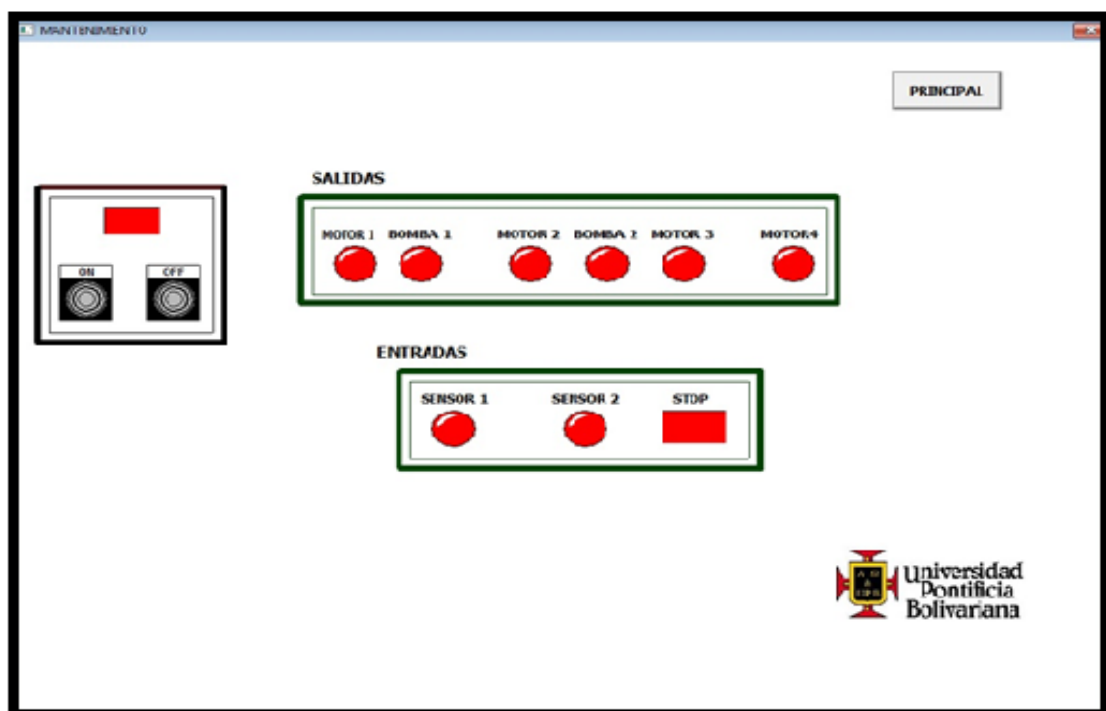 MANTENIMIENTO
PRINCIPAL
SALIDAS
MOTOR 1 BOMBA 1 MOTOR 2 BOMBA 2 MOTOR 3 MOTOR4
ON OFF
ENTRADAS
SENSOR 1 SENSOR 2 STOP
Universidad
Pontificia
Bolivariana